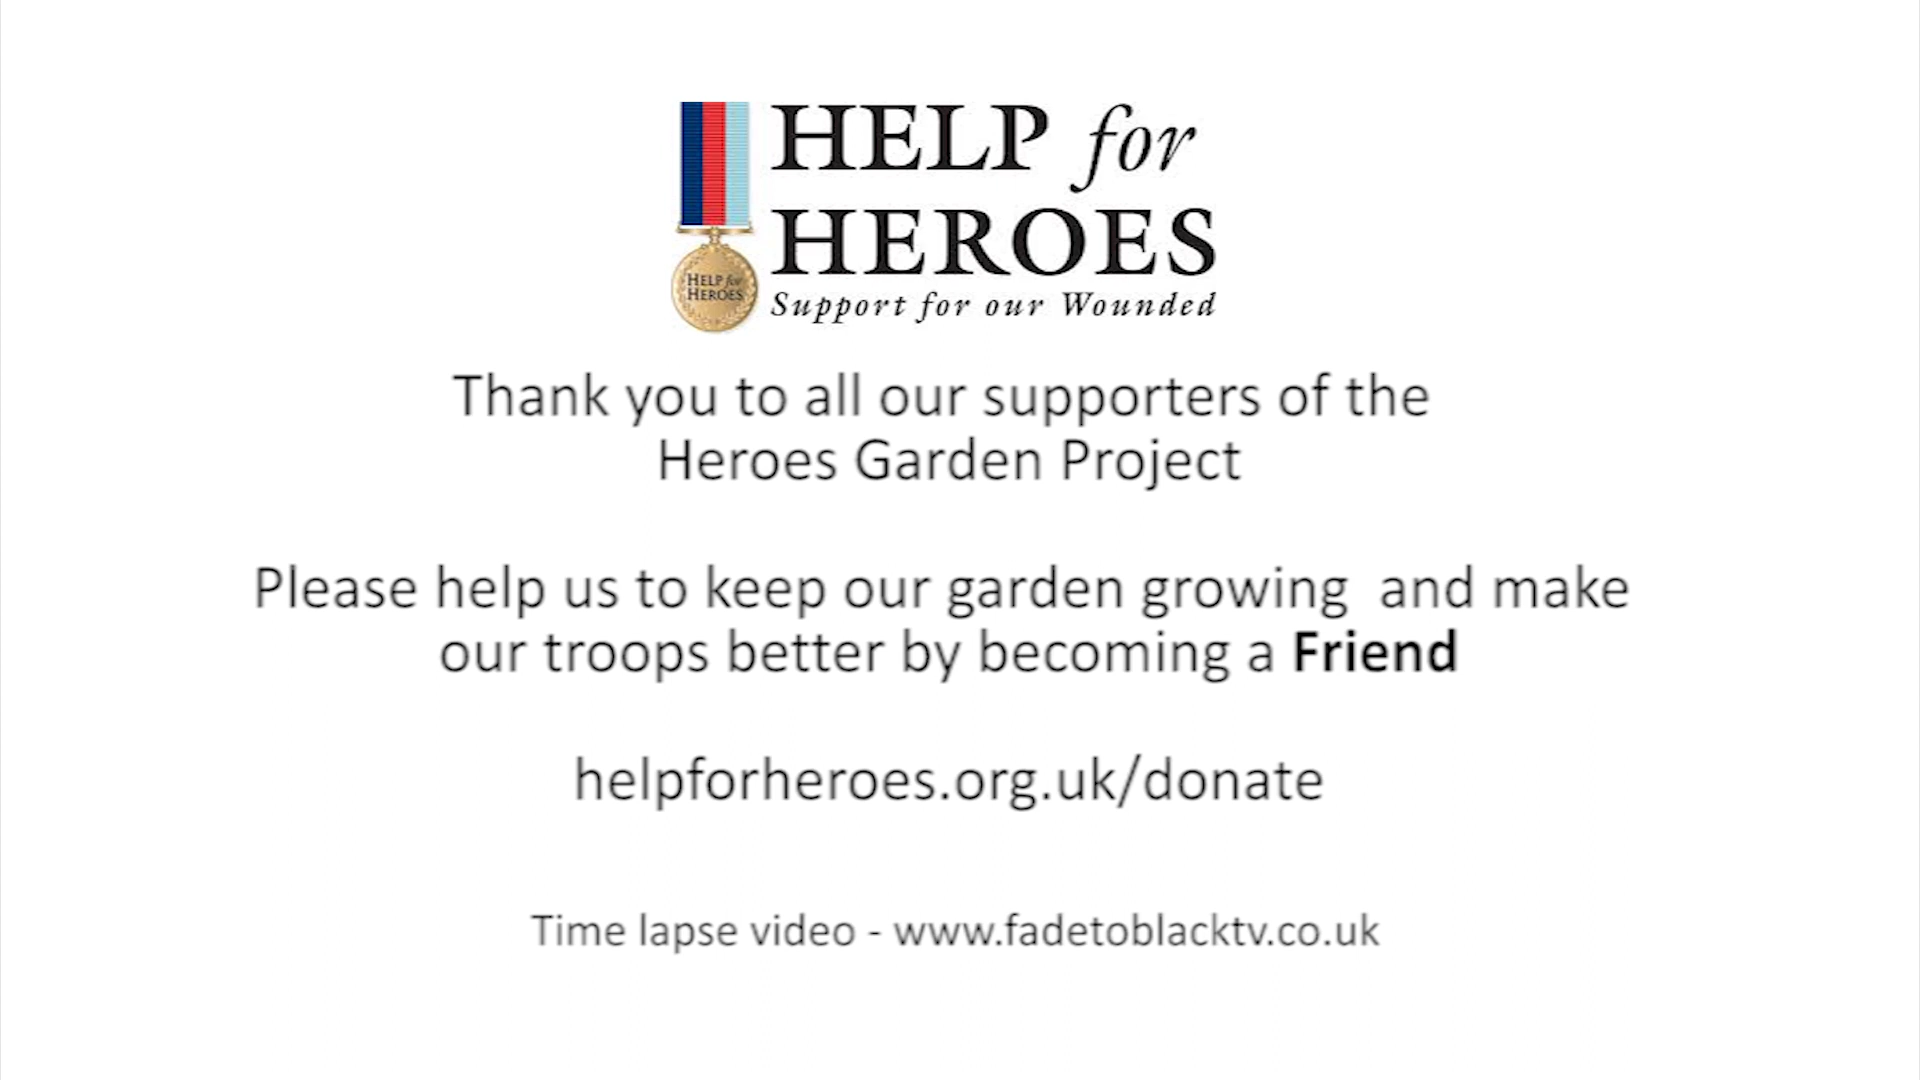 HELP for
HEROES
HELP for
HEROES
Support for our Wounded
Thank you to all our supporters of the
Heroes Garden Project
Please help us to keep our garden growing  and make
our troops better by becoming a Friend
helpforheroes.org.uk/donate
Time lapse video - www.fadetoblacktv.co.uk